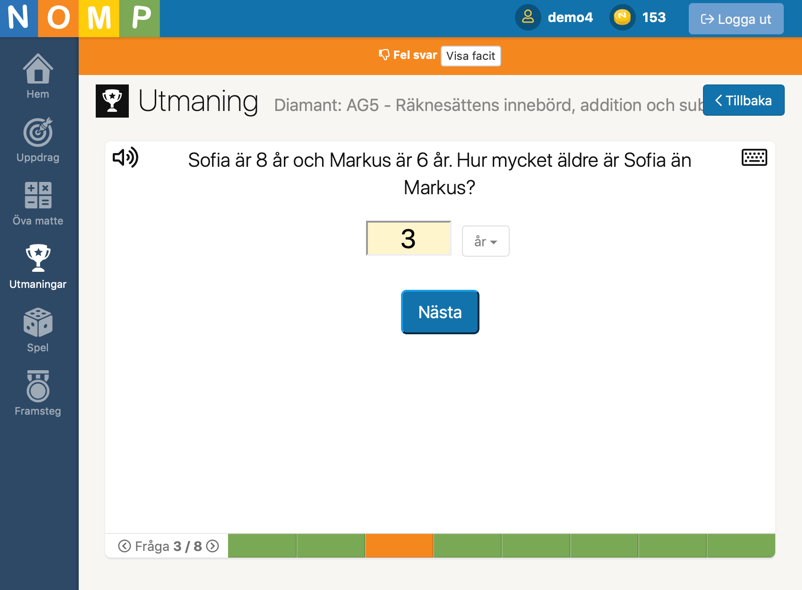 NOMP
demo4
153
Logga ut
Fel svar Visa facit
Hem
Uppdrag
Öva matte
Utmaningar
Spel
Framsteg
Utmaning Diamant: AG5 - Räknesättens innebörd, addition och sub
Tillbaka
Sofia är 8 år och Markus är 6 år. Hur mycket äldre är Sofia än
Markus?
3 år
Nästa
Fråga 3 / 8